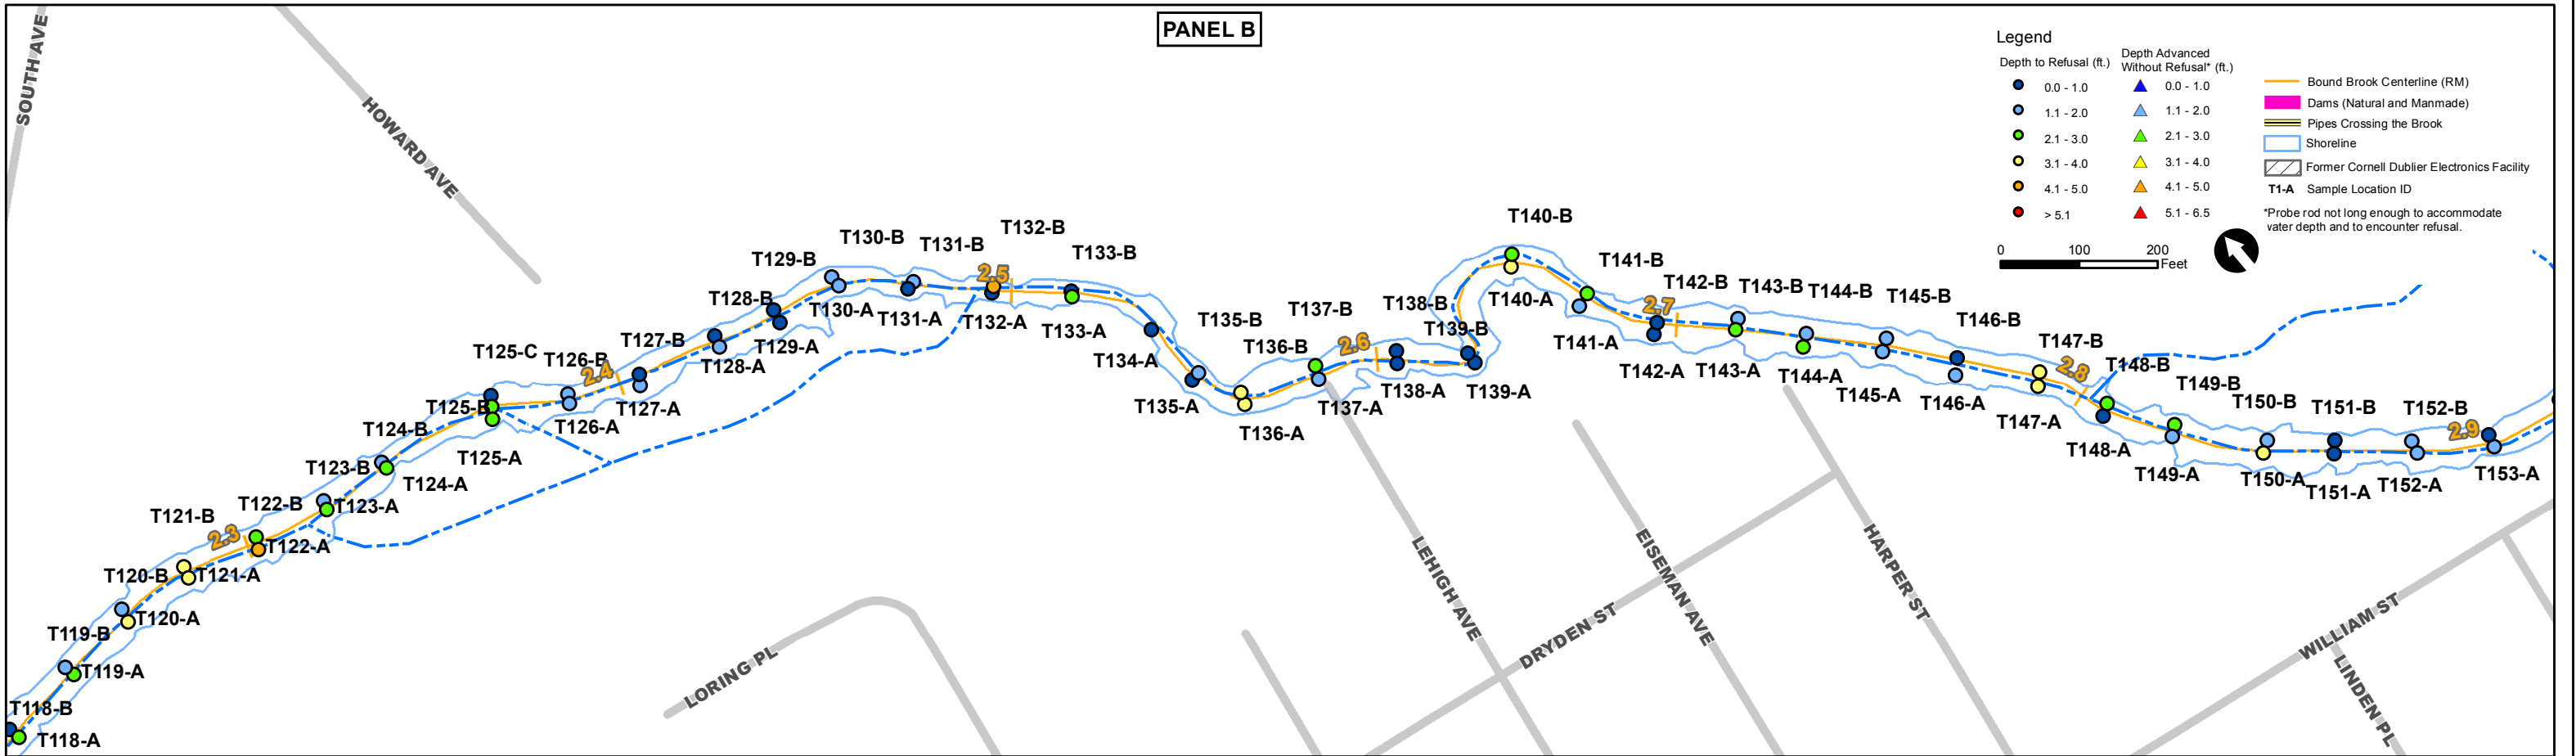 PANEL B
SOUTH AVE
HOWARD AVE
Legend
Depth to Refusal (ft.)
0.0 - 1.0
1.1 - 2.0
2.1 - 3.0
3.1 - 4.0
4.1 - 5.0
> 5.1
Depth Advanced
Without Refusal* (ft.)
0.0 - 1.0
1.1 - 2.0
2.1 - 3.0
3.1 - 4.0
4.1 - 5.0
5.1 - 6.5
Bound Brook Centerline (RM)
Dams (Natural and Manmade)
Pipes Crossing the Brook
Shoreline
Former Cornell Dublier Electronics Facility
T1-A Sample Location ID
*Probe rod not long enough to accommodate
water depth and to encounter refusal.
0 100 200
Feet
T118-B
T118-A
T119-B
T119-A
T120-B
T120-A
T121-B
T121-A
2.3
T122-B
T122-A
T123-B
T123-A
T124-B
T124-A
T125-C
T125-B
T125-A
T126-B
T126-A
2.4
T127-B
T127-A
T128-B
T128-A
T129-B
T129-A
T130-B
T130-A
T131-B
T131-A
2.5
T132-B
T132-A
T133-B
T133-A
T134-A
T135-B
T135-A
T136-B
T136-A
T137-B
T137-A
2.6
T138-B
T138-A
T139-B
T139-A
T140-B
T140-A
T141-B
T141-A
2.7
T142-B
T142-A
T143-B
T143-A
T144-B
T144-A
T145-B
T145-A
T146-B
T146-A
T147-B
T147-A
2.8
T148-B
T148-A
T149-B
T149-A
T150-B
T150-A
T151-B
T151-A
T152-B
T152-A
2.9
T153-A
LORING PL
LEHIGH AVE
DRYDEN ST
EISEMAN AVE
HARPER ST
WILLIAM ST
LINDEN PL